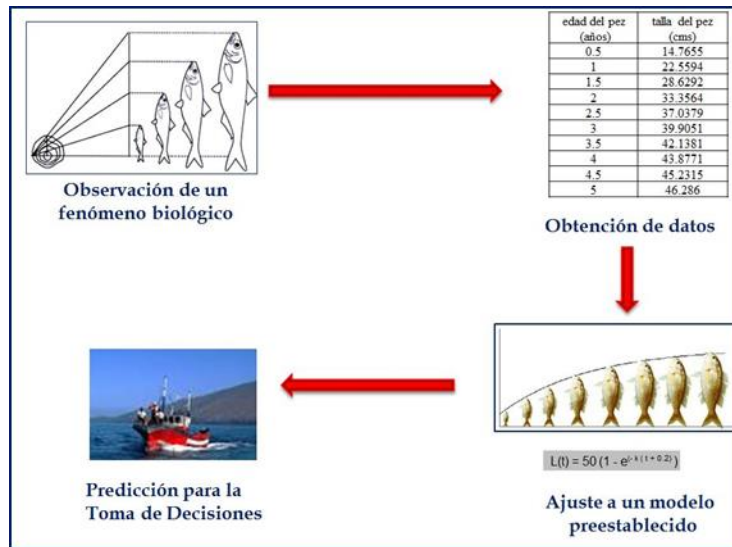 Observación de un
fenómeno biológico
edad del pez
(años)
talla del pez
(cms)
0.5 14.7655
1 22.5594
1.5 28.6292
2 33.3564
2.5 37.0379
3 39.9051
3.5 42.1381
4 43.8771
4.5 45.2315
5 46.286
Obtención de datos
L(t) = 50 (1 - e(- k ( t + 0.2) )
Ajuste a un modelo
preestablecido
Predicción para la
Toma de Decisiones